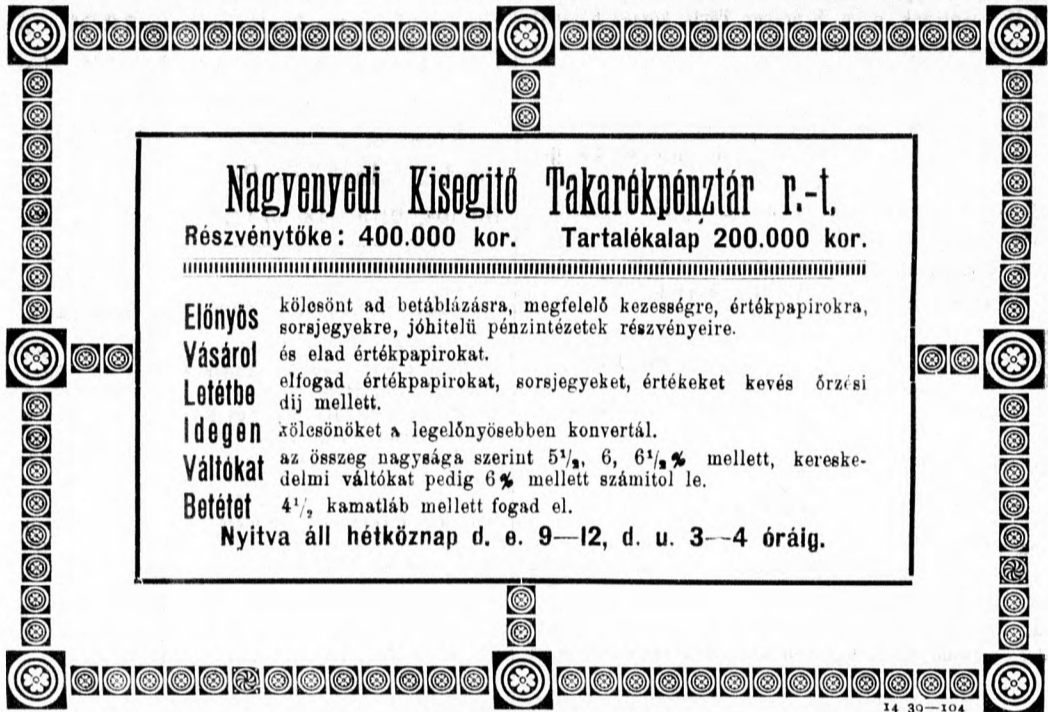 Nagyenyedi Kisegitő Takarékpénztár r.-t.
Részvénytőke: 400.000 kor. Tartalékalap 200.000 kor.
Előnyös kölcsönt ad betáblázásra, megfelelő kezességre, értékpapirokra,
sorsjegyekre, jóhitelü pénzintézetek részvényeire.
Vásárol és elad értékpapirokat.
Letétbe elfogad értékpapirokat, sorsjegyeket, értékeket kevés őrzési
dij mellett.
Idegen kölcsönöket a legelőnyösebben konvertál.
Váltókat az összeg nagysága szerint 5¹/₂, 6, 6¹/₂% mellett, kereske-
delmi váltókat pedig 6% mellett számitol le.
Betétet 4¹/₂ kamatláb mellett fogad el.
Nyitva áll hétköznap d. e. 9—12, d. u. 3—4 óráig.
14 39—104